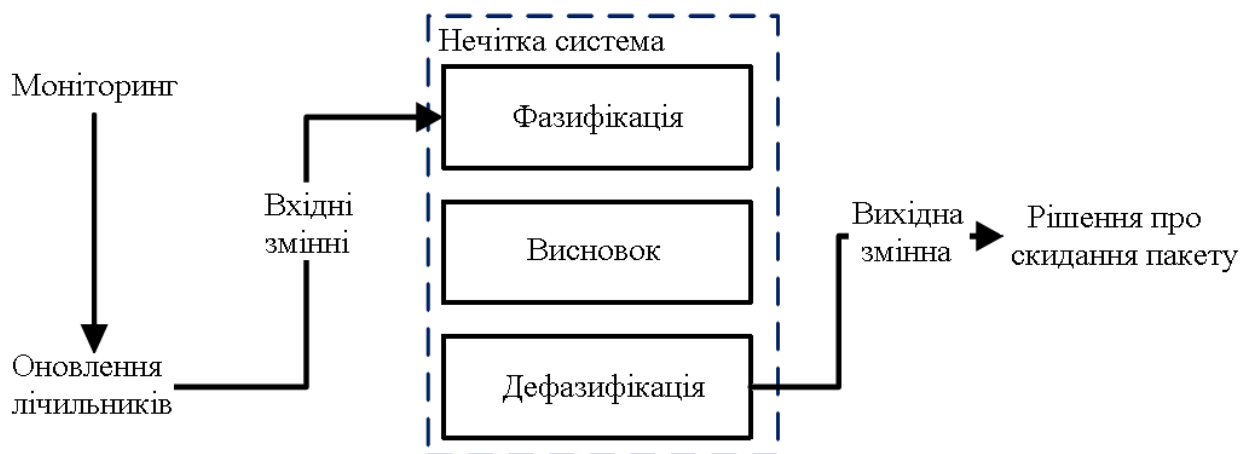 Моніторинг
Оновлення
лічильників
Вхідні
змінні
Нечітка система
Фазифікація
Висновок
Дефазифікація
Вихідна
змінна
Рішення про
скидання пакету